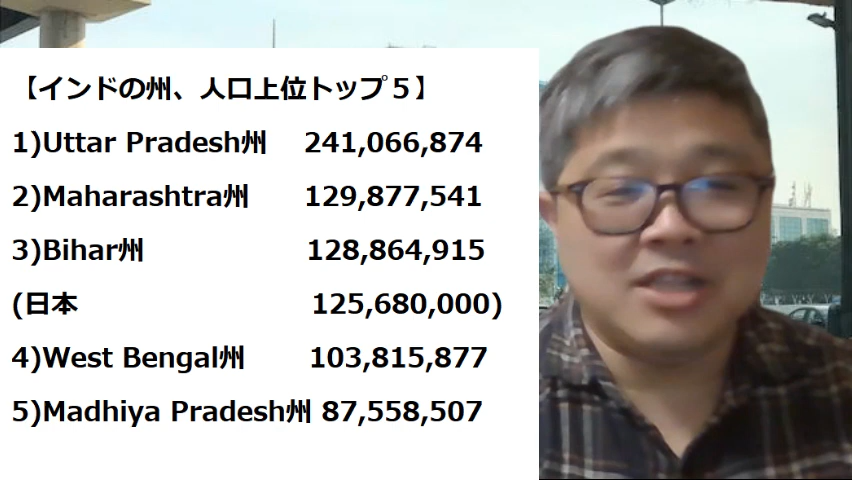 【インドの州、人口上位トップ５】
1)Uttar Pradesh州 241,066,874
2)Maharashtra州 129,877,541
3)Bihar州 128,864,915
(日本 125,680,000)
4)West Bengal州 103,815,877
5)Madhiya Pradesh州 87,558,507